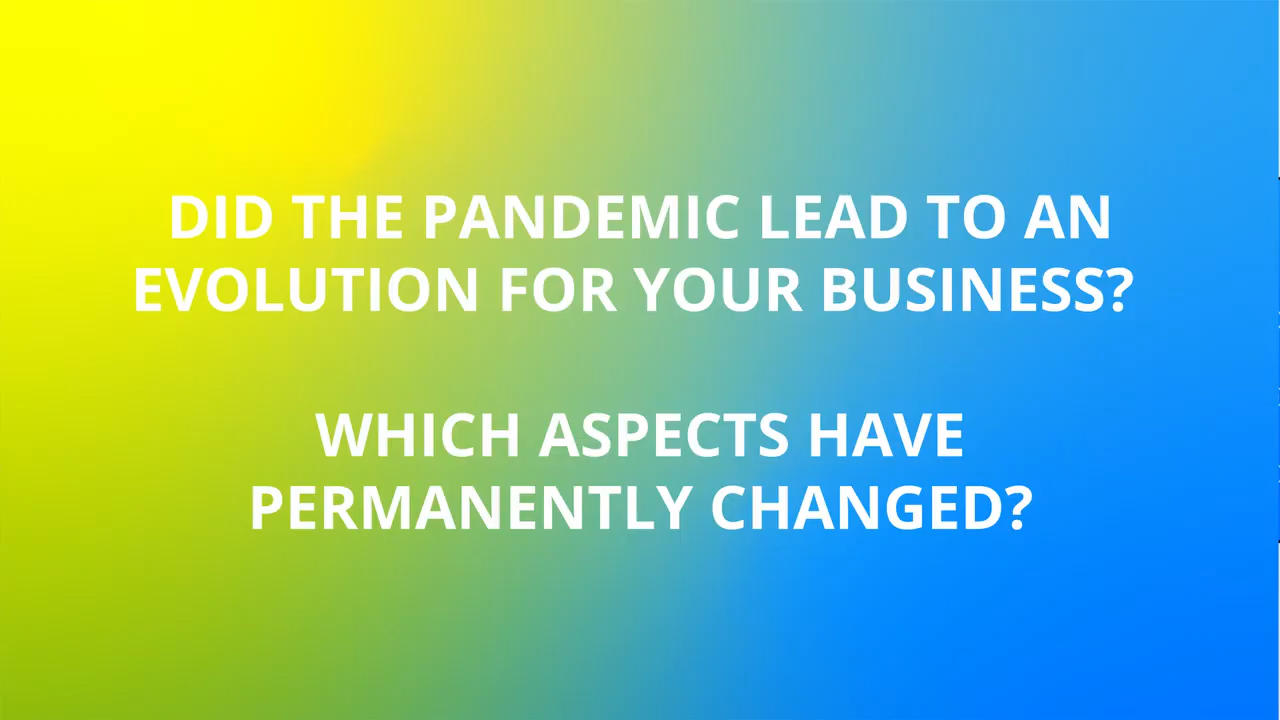 DID THE PANDEMIC LEAD TO AN
EVOLUTION FOR YOUR BUSINESS?
WHICH ASPECTS HAVE
PERMANENTLY CHANGED?